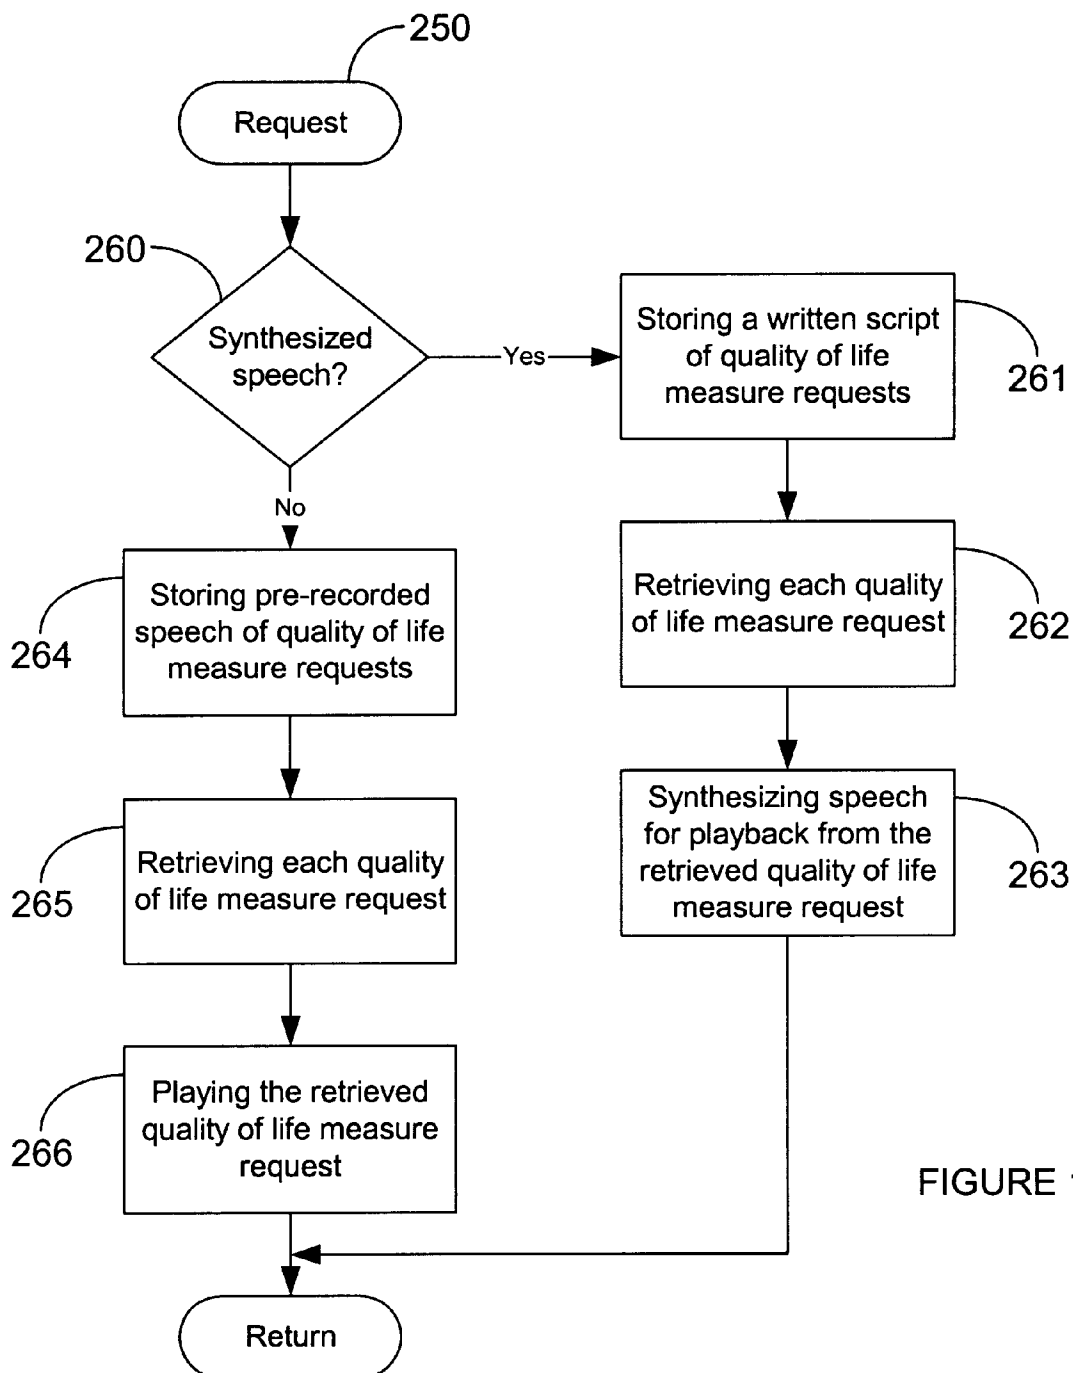 250
Request
260
Synthesized
speech?
Yes
Storing a written script
of quality of life
measure requests
261
No
Retrieving each quality
of life measure request
262
264
Storing pre-recorded
speech of quality of life
measure requests
Synthesizing speech
for playback from the
retrieved quality of life
measure request
263
265
Retrieving each quality
of life measure request
266
Playing the retrieved
quality of life measure
request
FIGURE
Return